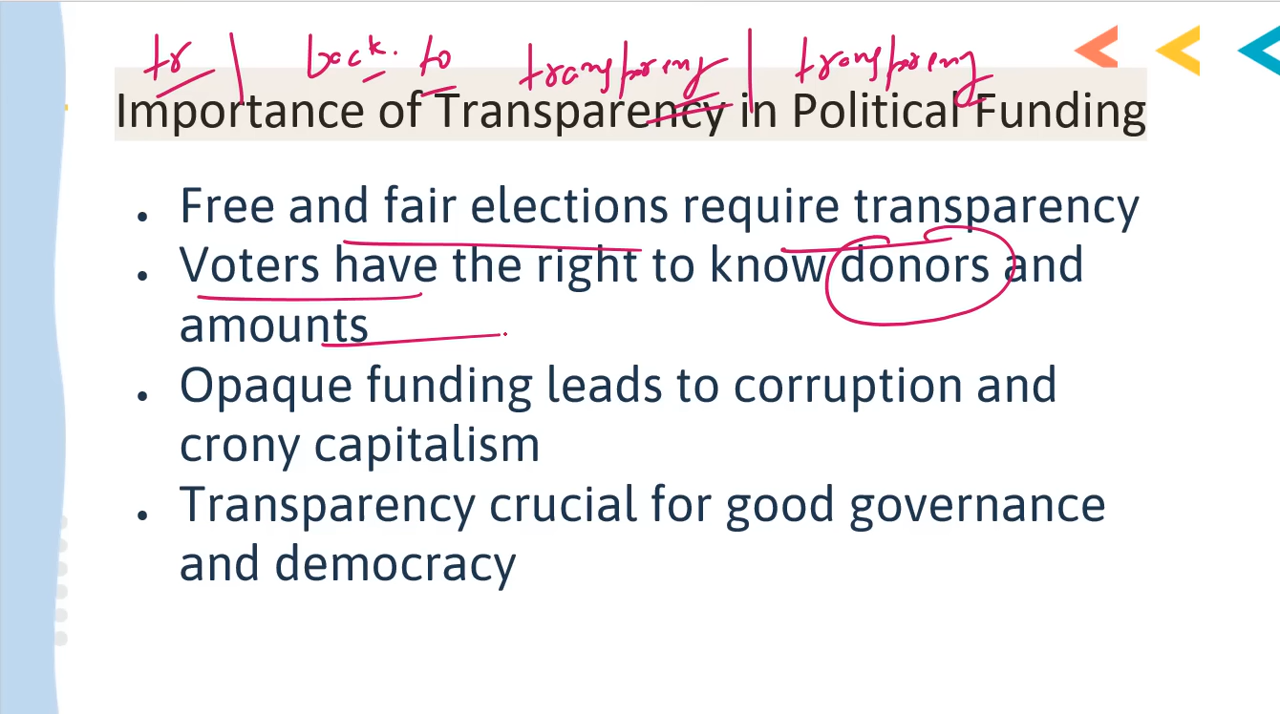 tr | back to transparency | transparency
Importance of Transparency in Political Funding
• Free and fair elections require transparency
• Voters have the right to know donors and
amounts
• Opaque funding leads to corruption and
crony capitalism
• Transparency crucial for good governance
and democracy